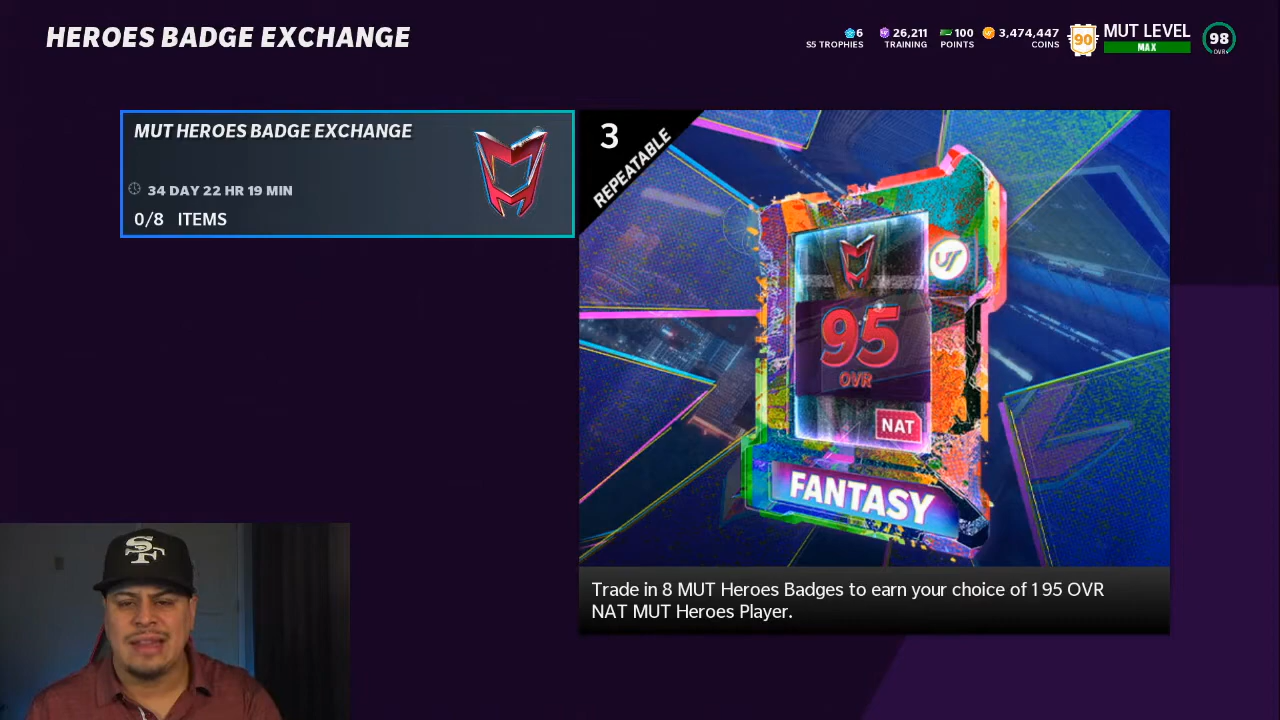 HEROES BADGE EXCHANGE
6
S5 TROPHIES
26,211
TRAINING
100
POINTS
3,474,447
COINS
90
MUT LEVEL
MAX
98
OVR
MUT HEROES BADGE EXCHANGE
34 DAY 22 HR 19 MIN
0/8 ITEMS
3
REPEATABLE
UT
95
OVR
NAT
FANTASY
Trade in 8 MUT Heroes Badges to earn your choice of 1 95 OVR
NAT MUT Heroes Player.
SF